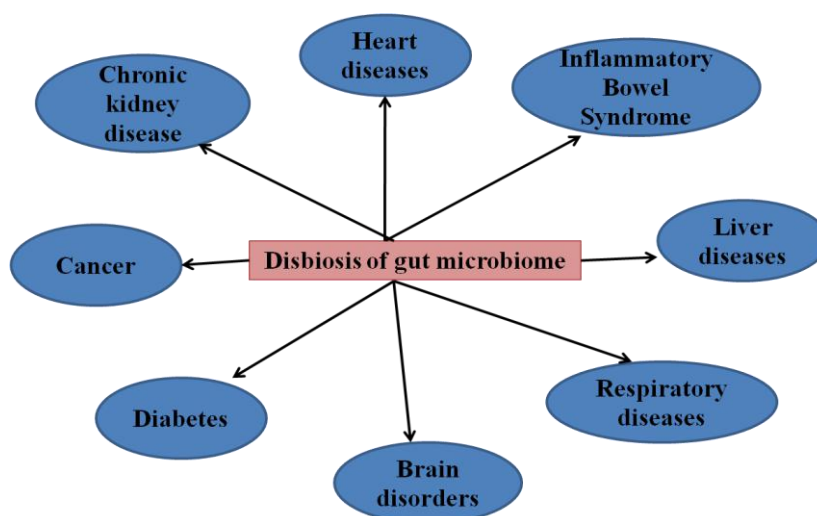 Heart
diseases
Chronic
kidney
disease
Inflammatory
Bowel
Syndrome
Cancer
Disbiosis of gut microbiome
Liver
diseases
Diabetes
Respiratory
diseases
Brain
disorders